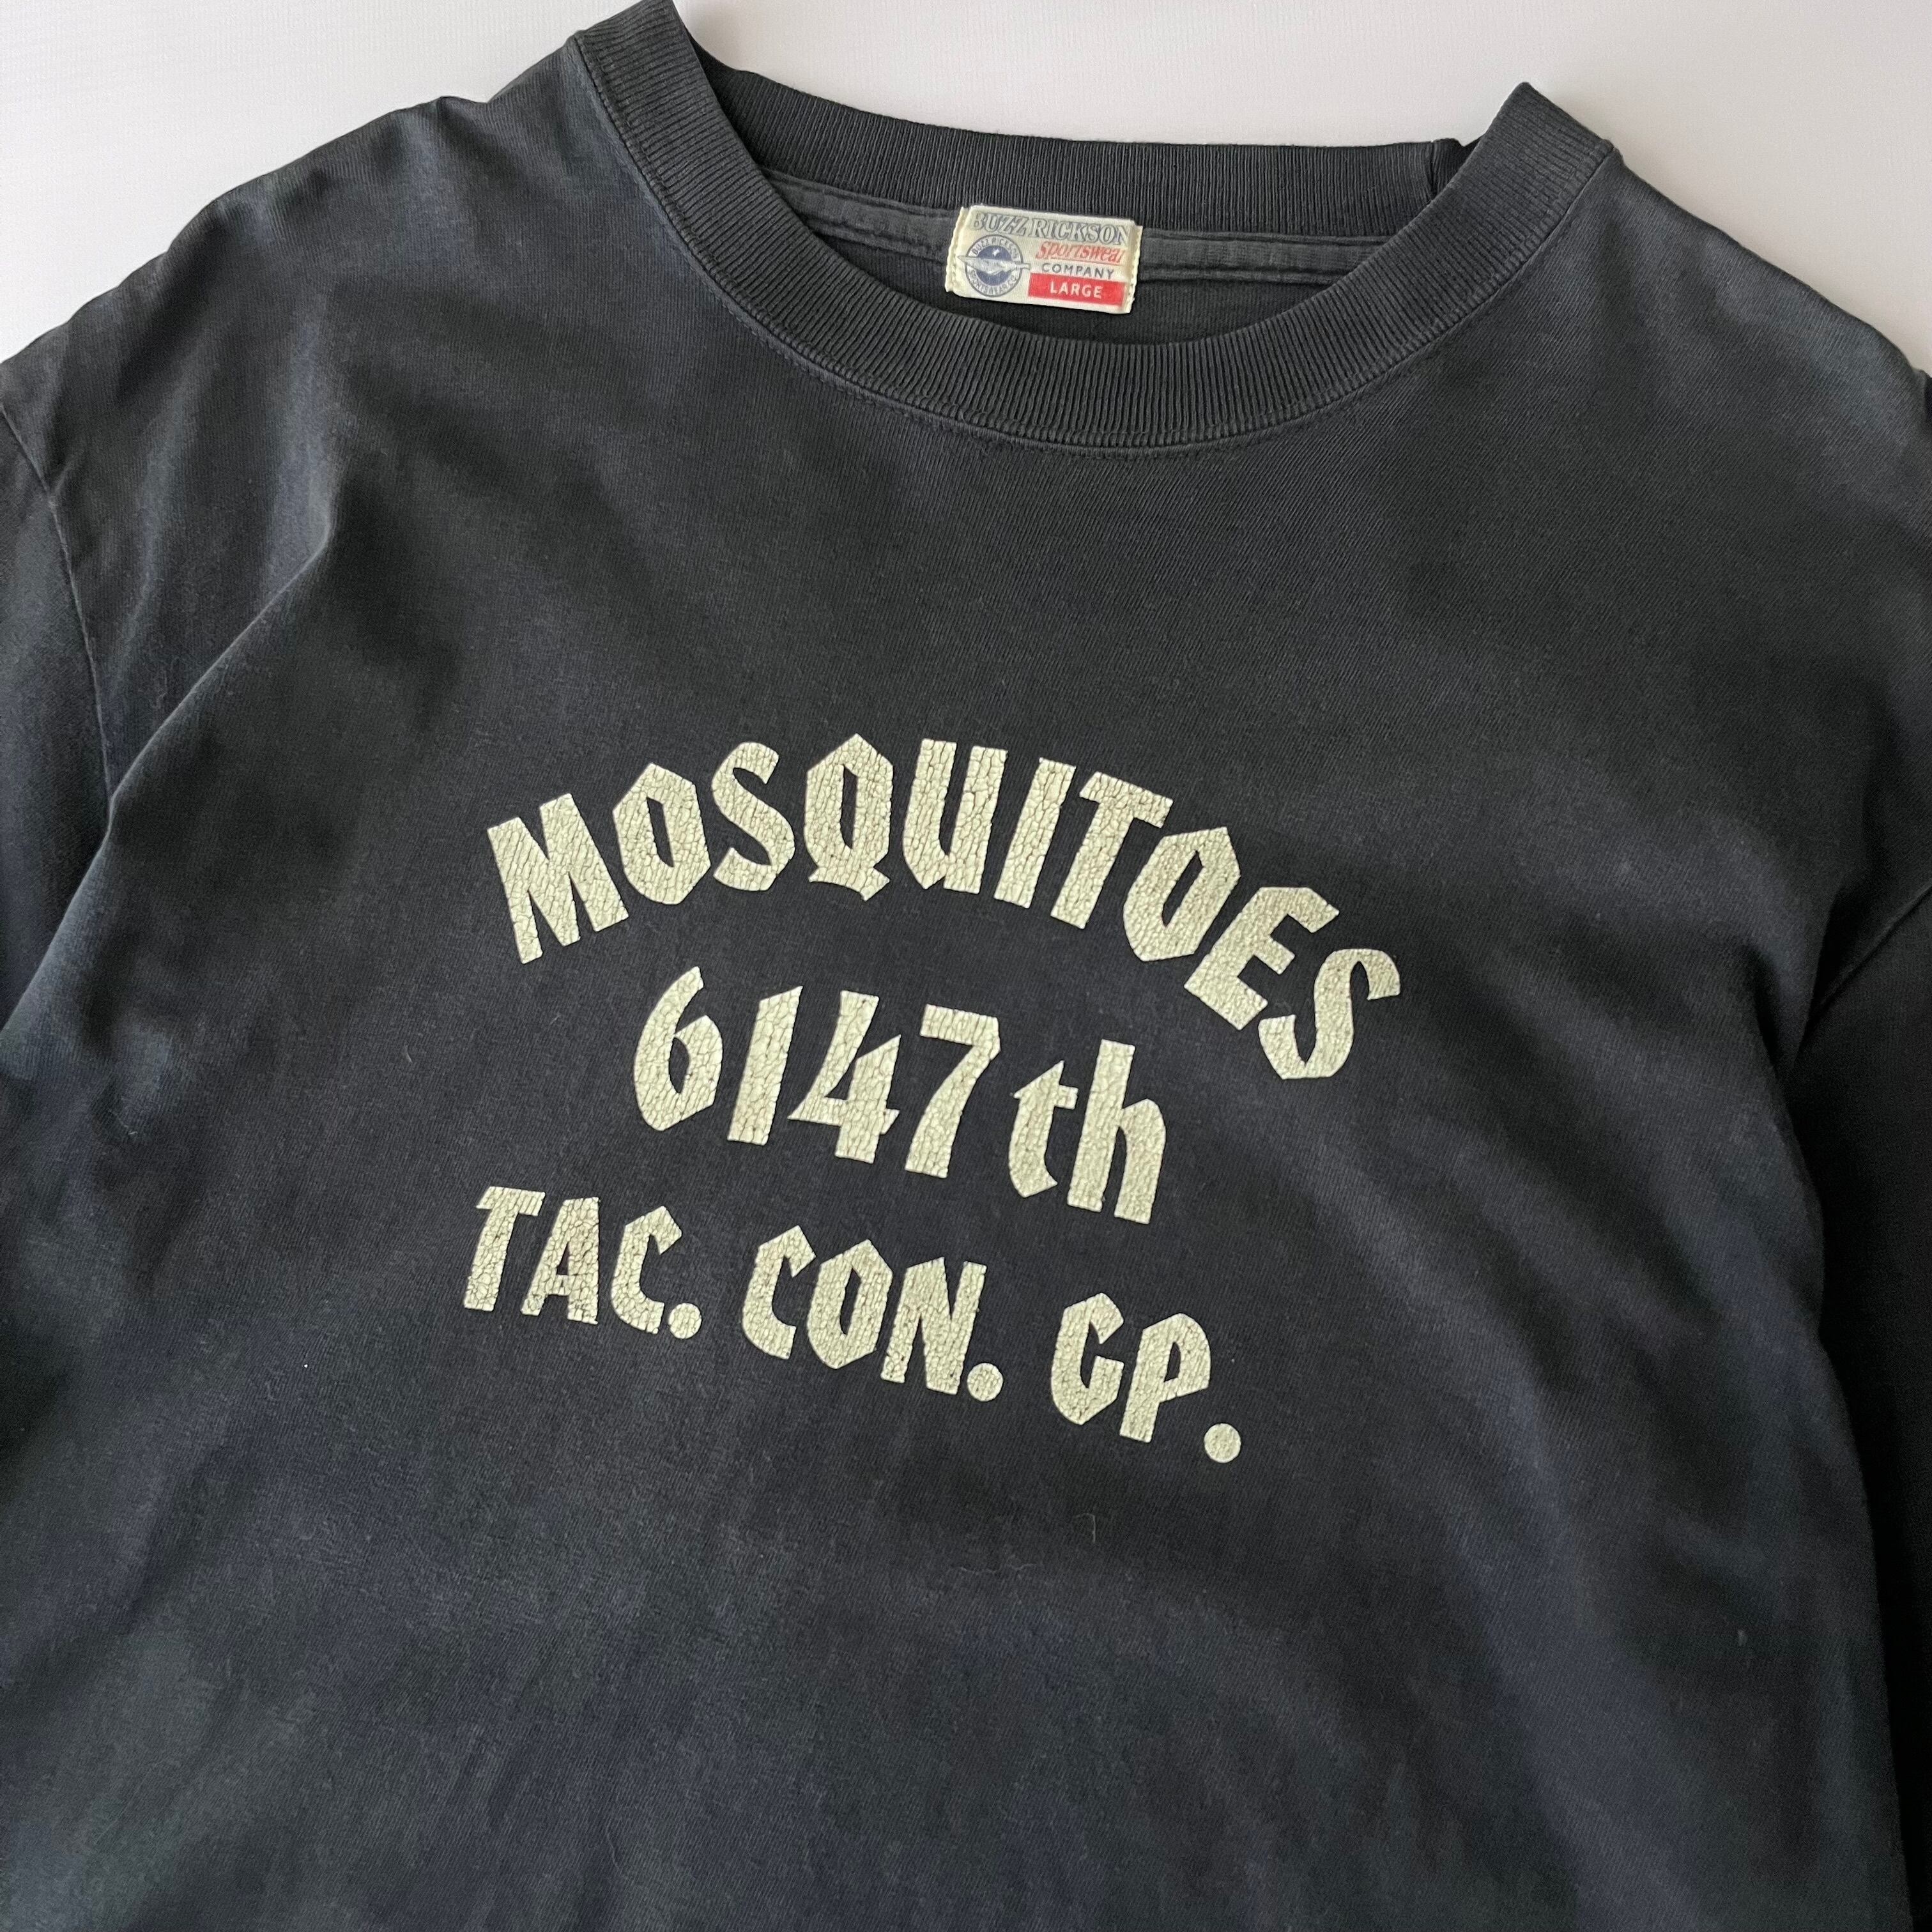 BUZZ RICKSON
Sportswear
COMPANY
LARGE
MOSQUITOES
6147th
TAC. CON. GP.